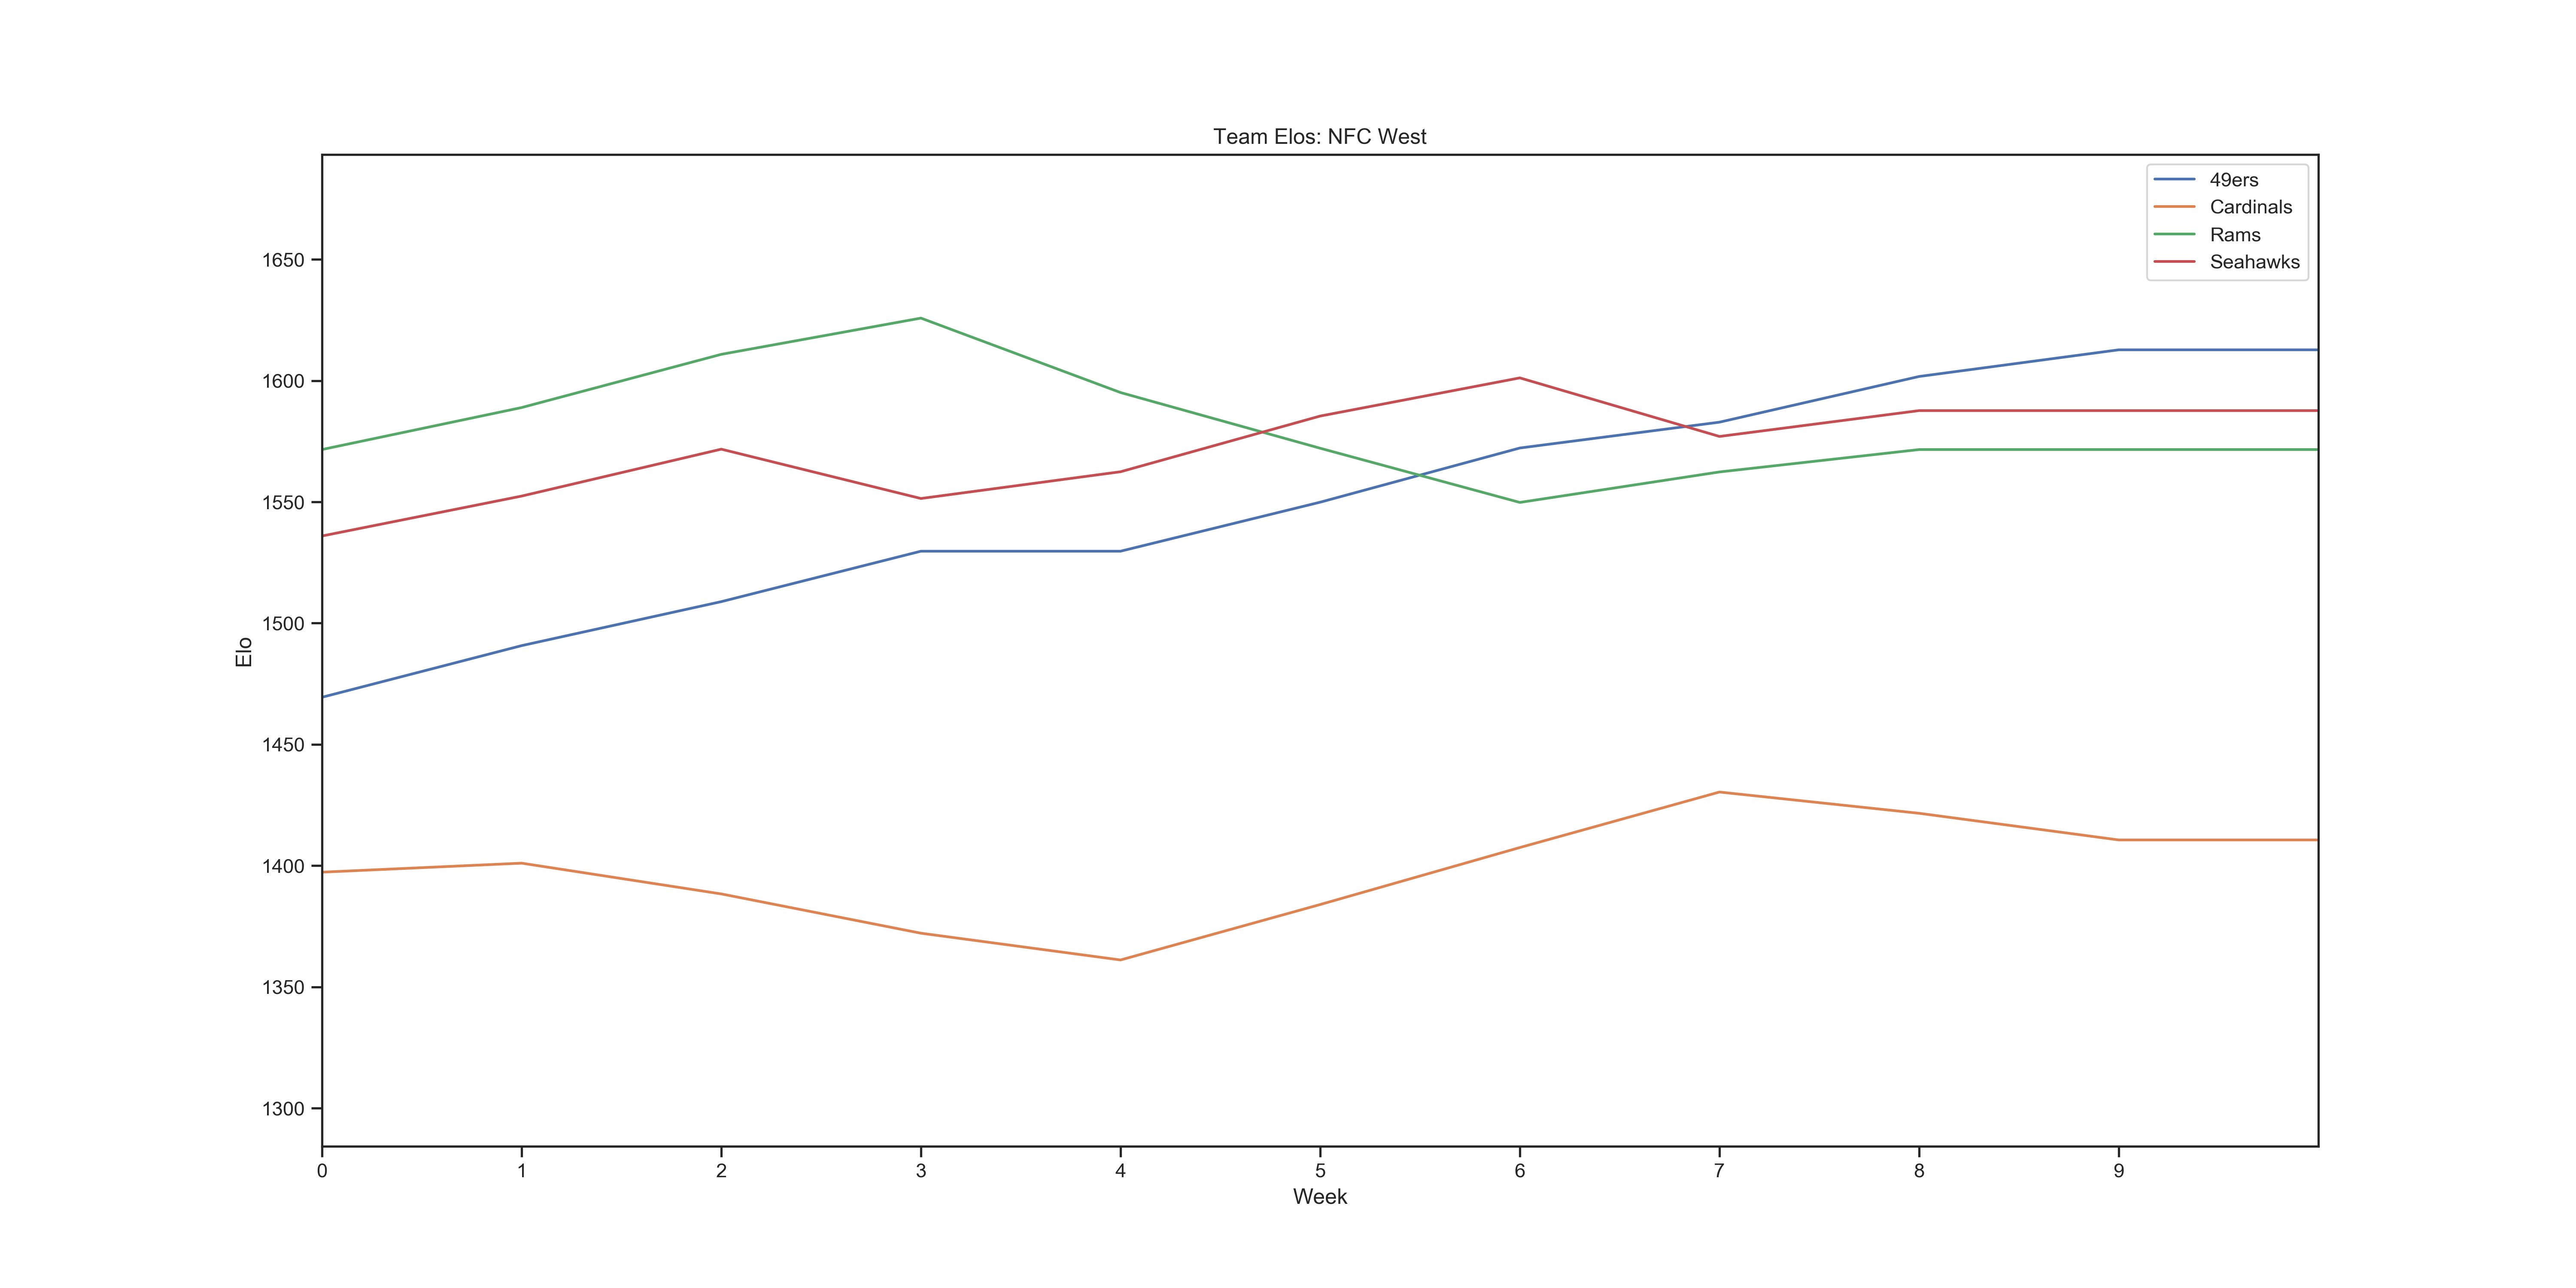 Team Elos: NFC West
49ers
Cardinals
Rams
Seahawks
1650
1600
1550
1500
1450
1400
1350
1300
Elo
0 1 2 3 4 5 6 7 8 9
Week